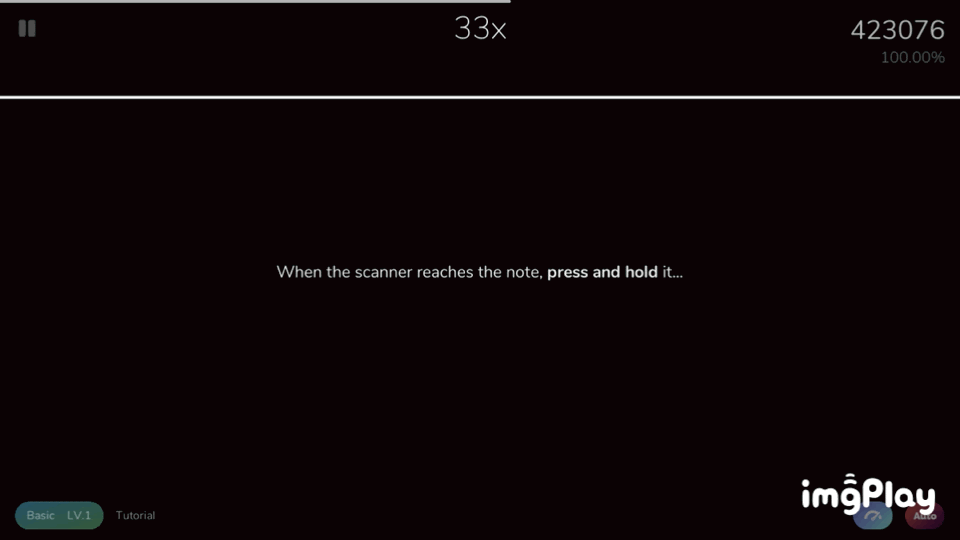 33x
423076
100.00%
When the scanner reaches the note, press and hold it...
imgPlay
Basic LV.1 Tutorial
Auto